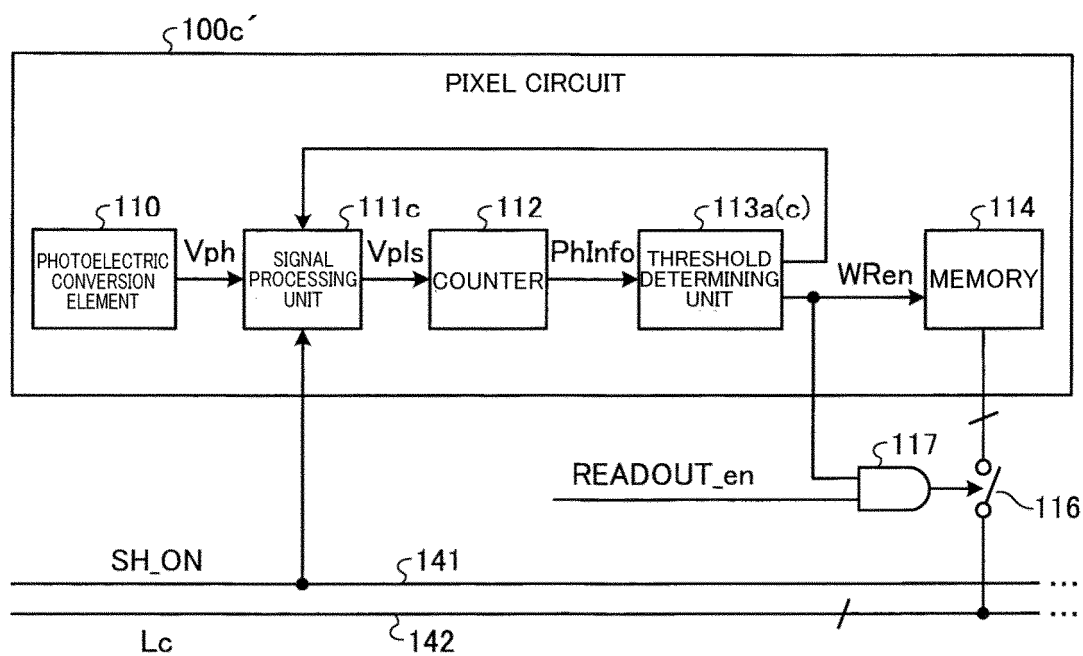 100c´
PIXEL CIRCUIT
110
111c
112
113a(c)
114
PHOTOELECTRIC
CONVERSION
ELEMENT
Vph
SIGNAL
PROCESSING
UNIT
Vpls
COUNTER
PhInfo
THRESHOLD
DETERMINING
UNIT
WRen
MEMORY
117
READOUT_en
116
SH_ON
141
...
Lc
142
...